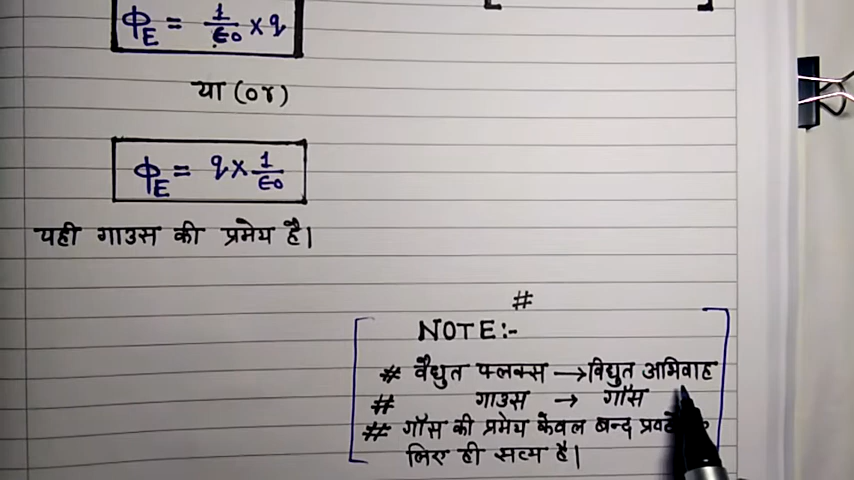 ΦE = 1/ϵ0 × q
या (or)
ΦE = q × 1/ϵ0
यही गाउस की प्रमेय है।
#
NOTE:-
# वैधुत फ्लक्स → विधुत अभिवाह
# गाउस → गॉस
# गॉस की प्रमेय केवल बन्द
लिए ही सत्य है।